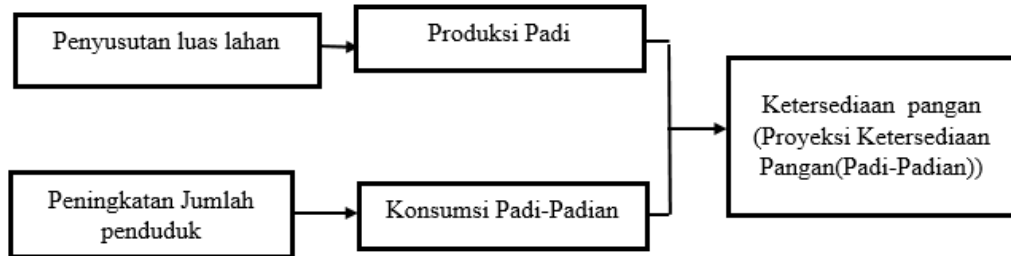 Penyusutan luas lahan
Produksi Padi
Ketersediaan pangan
(Proyeksi Ketersediaan
Pangan(Padi-Padian))
Peningkatan Jumlah
penduduk
Konsumsi Padi-Padian